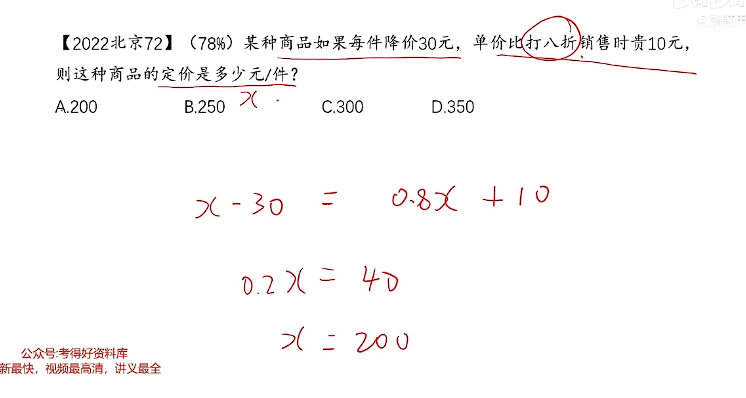 【2022北京72】（78%）某种商品如果每件降价30元，单价比打八折销售时贵10元，
则这种商品的定价是多少元/件？
A.200 B.250 C.300 D.350
x
x - 30 = 0.8x + 10
0.2x = 40
x = 200
公众号:考得好资料库
新最快，视频最高清，讲义最全